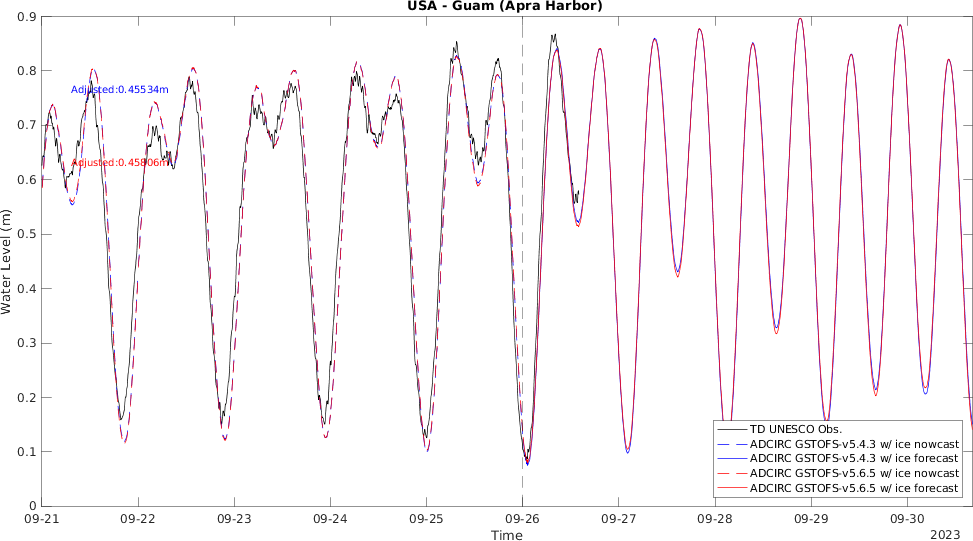 USA - Guam (Apra Harbor)
0.9
0.8
0.7
0.6
0.5
0.4
0.3
0.2
0.1
0
Water Level (m)
Adjusted:0.45534m
Adjusted:0.45806m
TD UNESCO Obs.
ADCIRC GSTOFS-v5.4.3 w/ ice nowcast
ADCIRC GSTOFS-v5.4.3 w/ ice forecast
ADCIRC GSTOFS-v5.6.5 w/ ice nowcast
ADCIRC GSTOFS-v5.6.5 w/ ice forecast
09-21 09-22 09-23 09-24 09-25 09-26 09-27 09-28 09-29 09-30
Time
2023